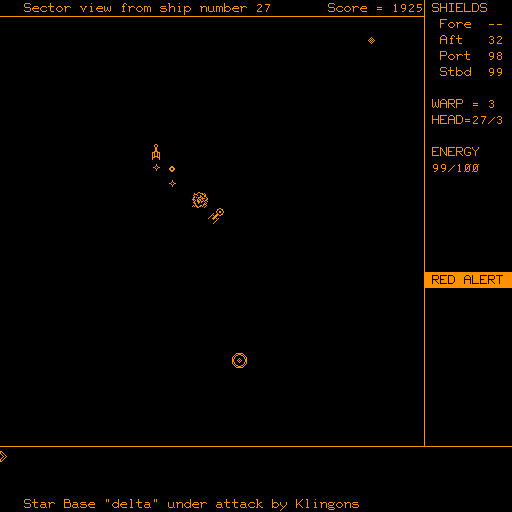 Sector view from ship number 27 Score = 1925
SHIELDS
Fore --
Aft 32
Port 98
Stbd 99
WARP = 3
HEAD=27/3
ENERGY
99/100
RED ALERT
Star Base "delta" under attack by Klingons